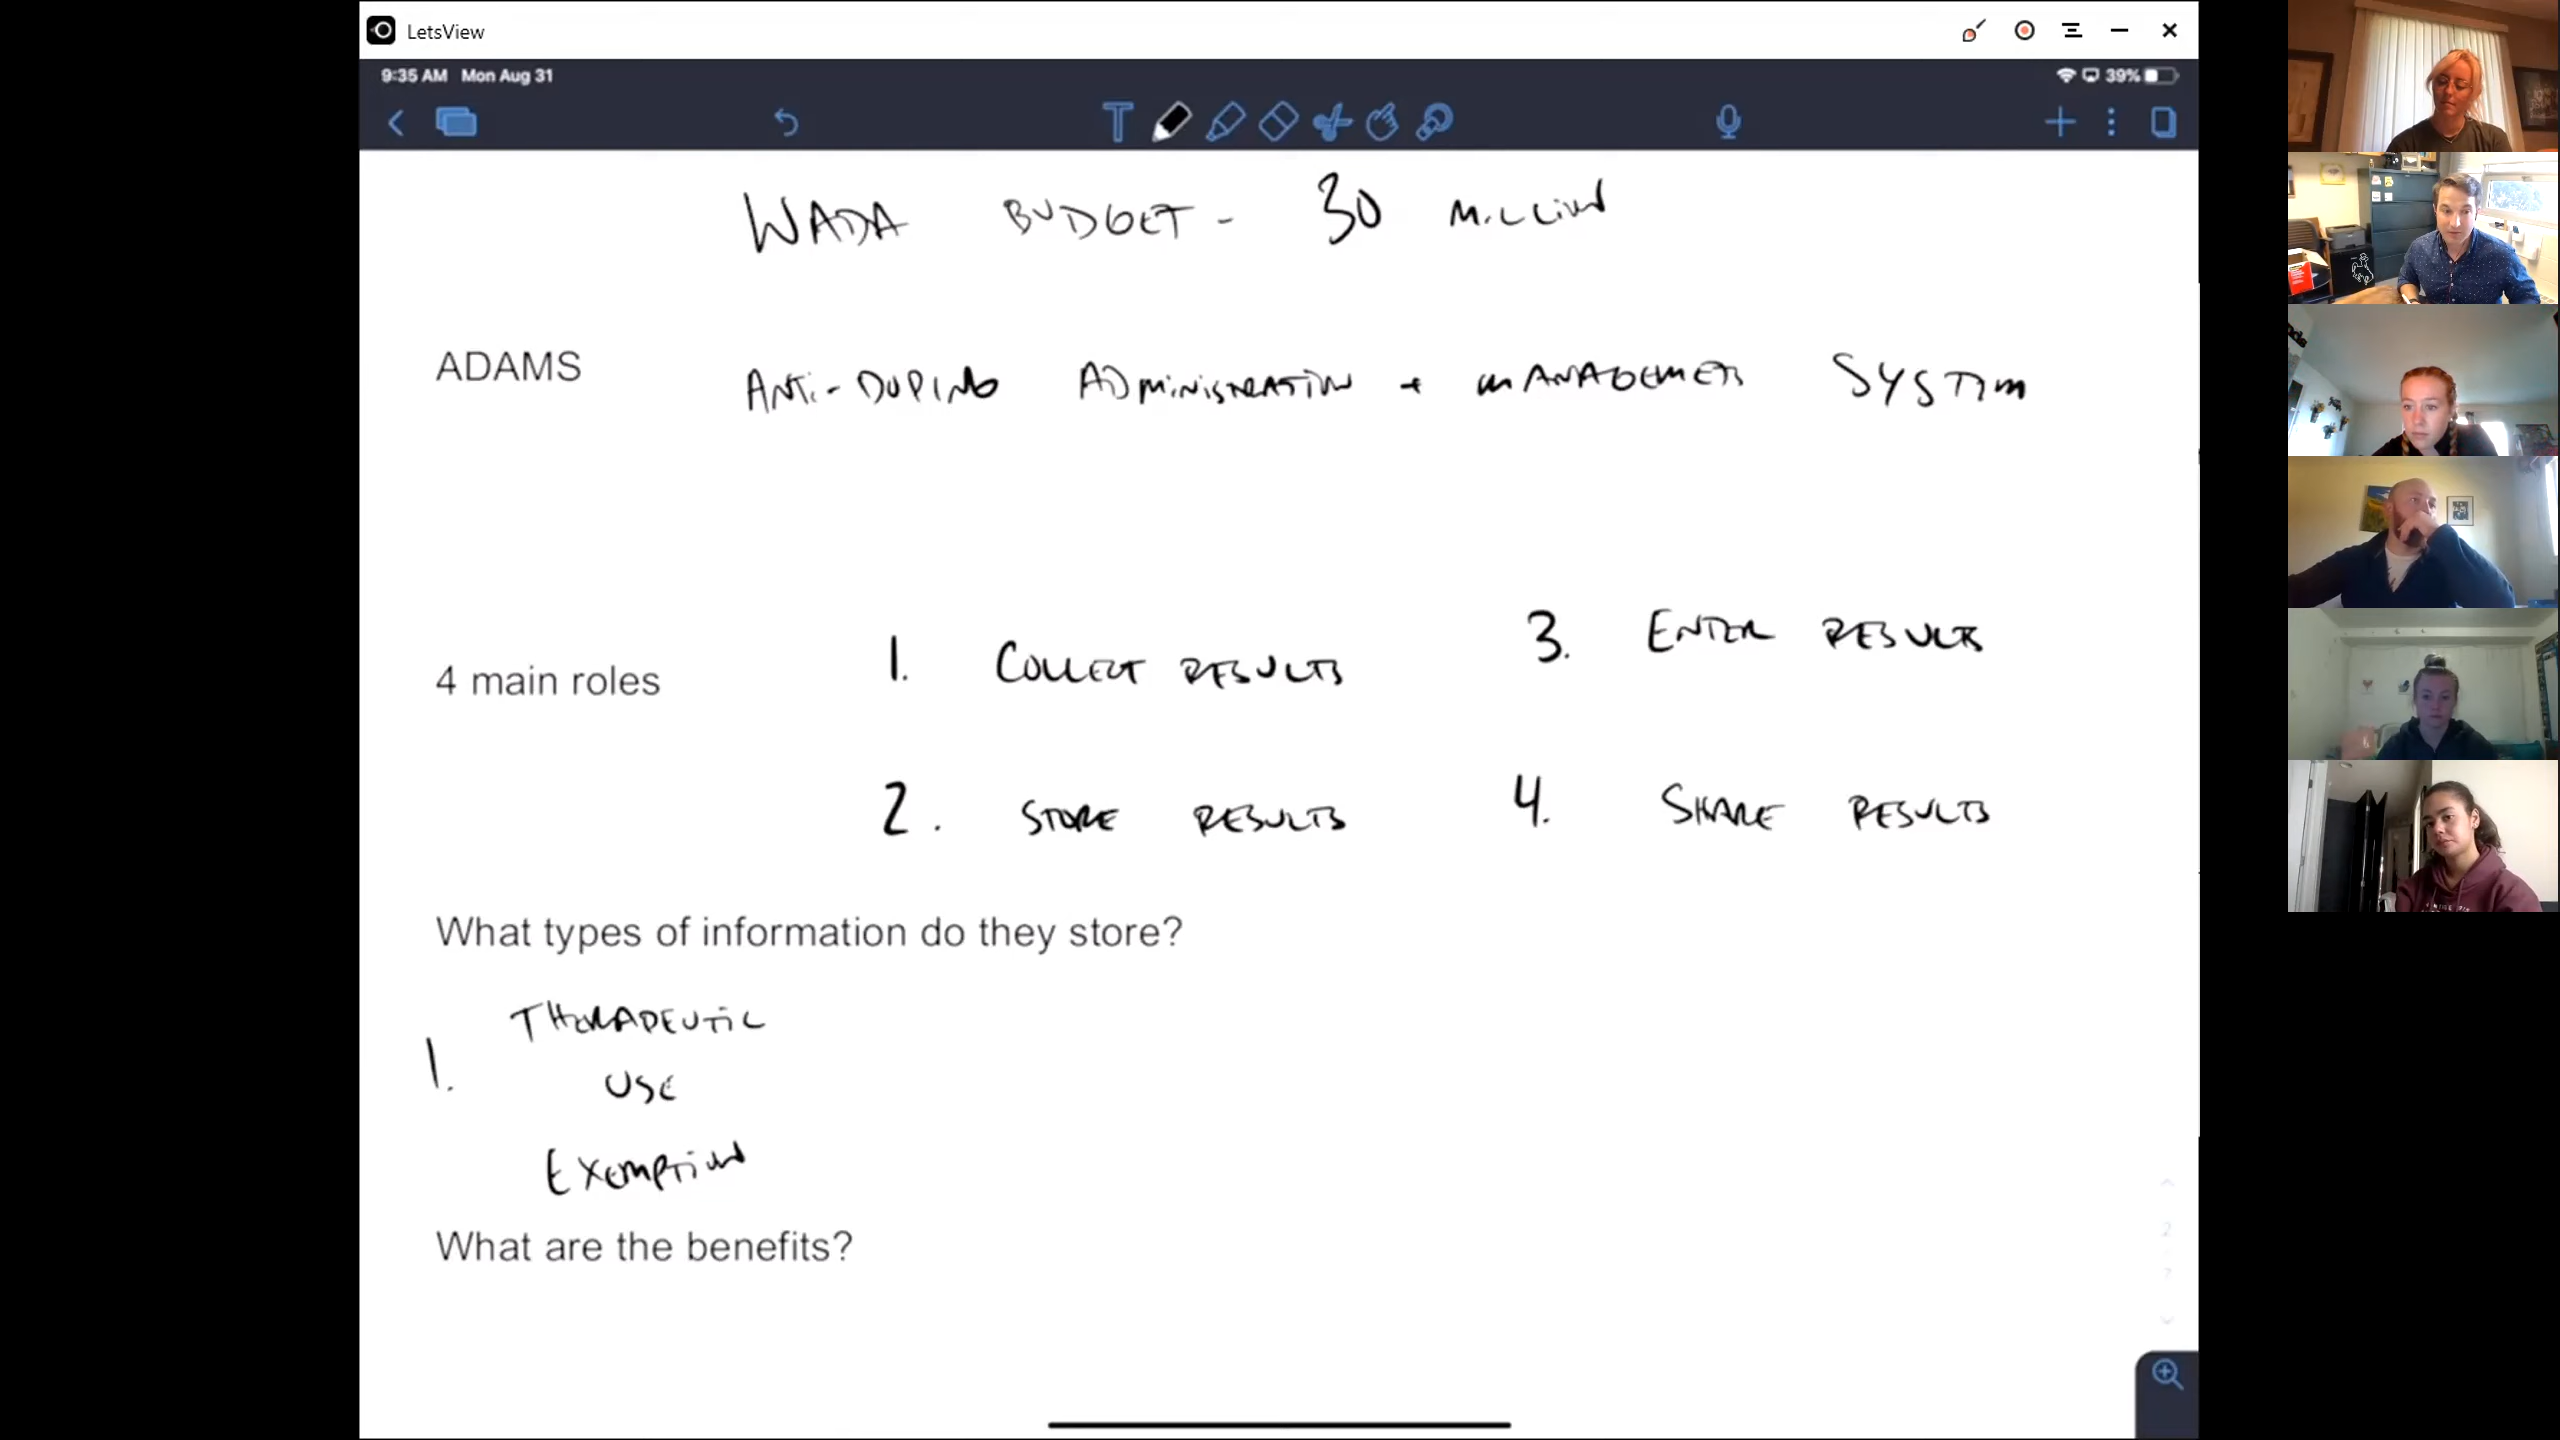 LetsView
9:35 AM Mon Aug 31
39%
WADA BUDGET - 30 MILLION
ADAMS
ANTI-DOPING ADMINISTRATION + MANAGEMENT SYSTEM
4 main roles
1. COLLECT RESULTS
3. ENTER RESULTS
2. STORE RESULTS
4. SHARE RESULTS
What types of information do they store?
1. THERAPEUTIC
USE
EXEMPTION
What are the benefits?
2